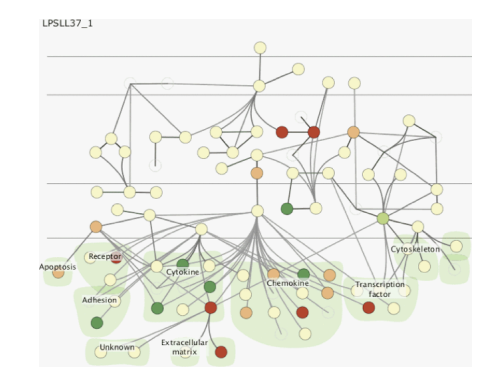 LPSLL37_1
Receptor
Cytoskeleton
Apoptosis
Cytokine
Chemokine
Transcription
factor
Adhesion
Unknown
Extracellular
matrix